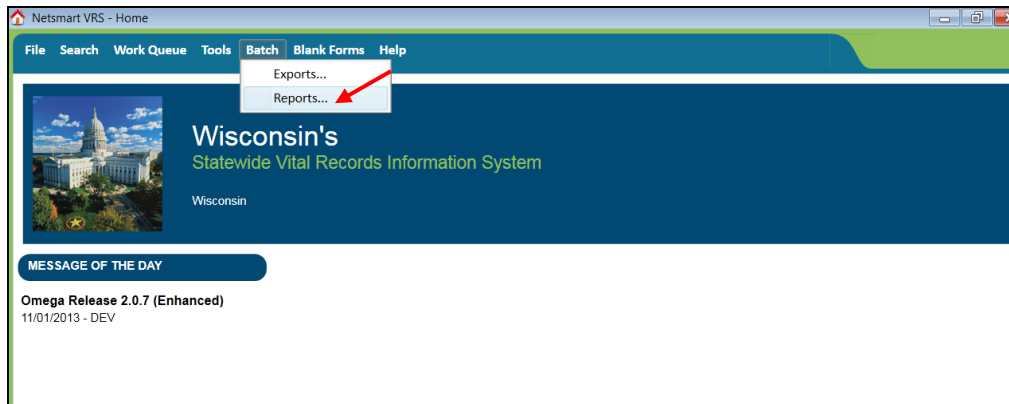 Netsmart VRS - Home
File Search Work Queue Tools Batch Blank Forms Help
Exports...
Reports...
Wisconsin's
Statewide Vital Records Information System
Wisconsin
MESSAGE OF THE DAY
Omega Release 2.0.7 (Enhanced)
11/01/2013 - DEV